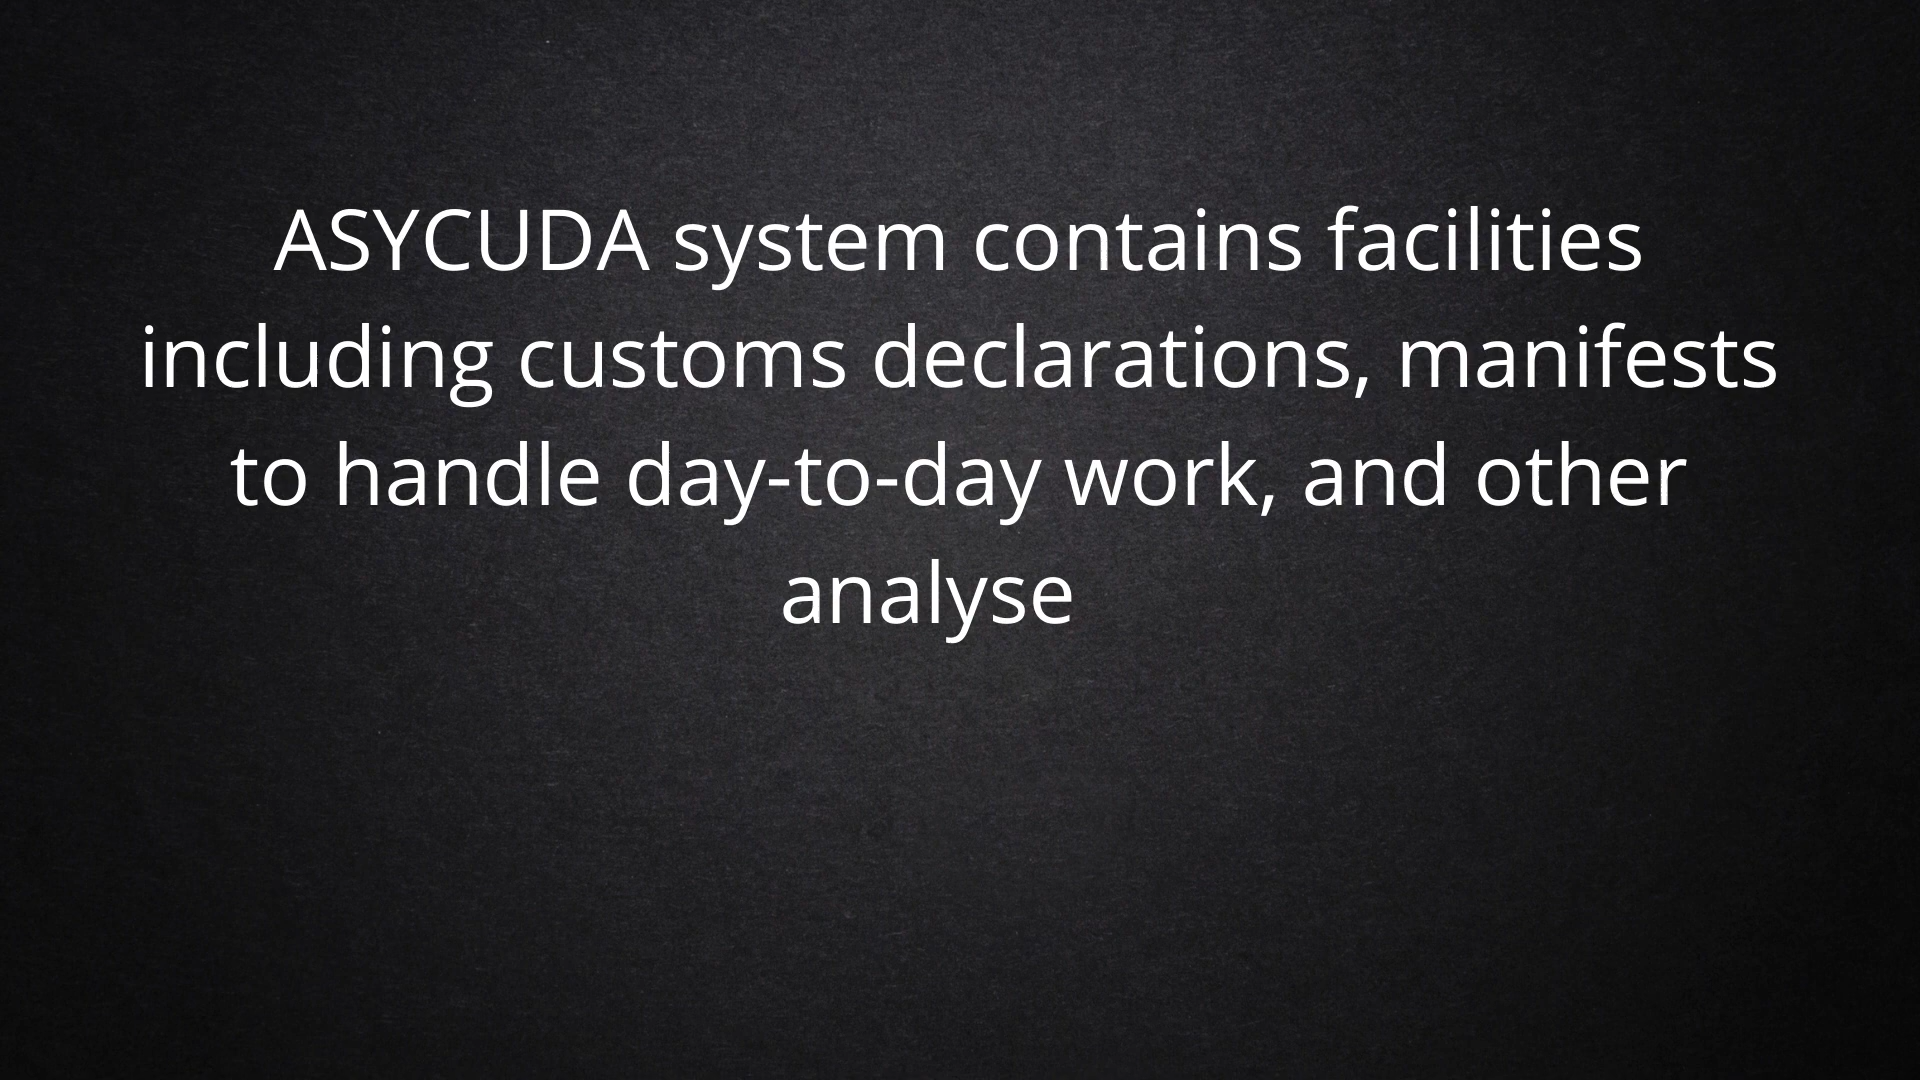 ASYCUDA system contains facilities
including customs declarations, manifests
to handle day-to-day work, and other
analyse